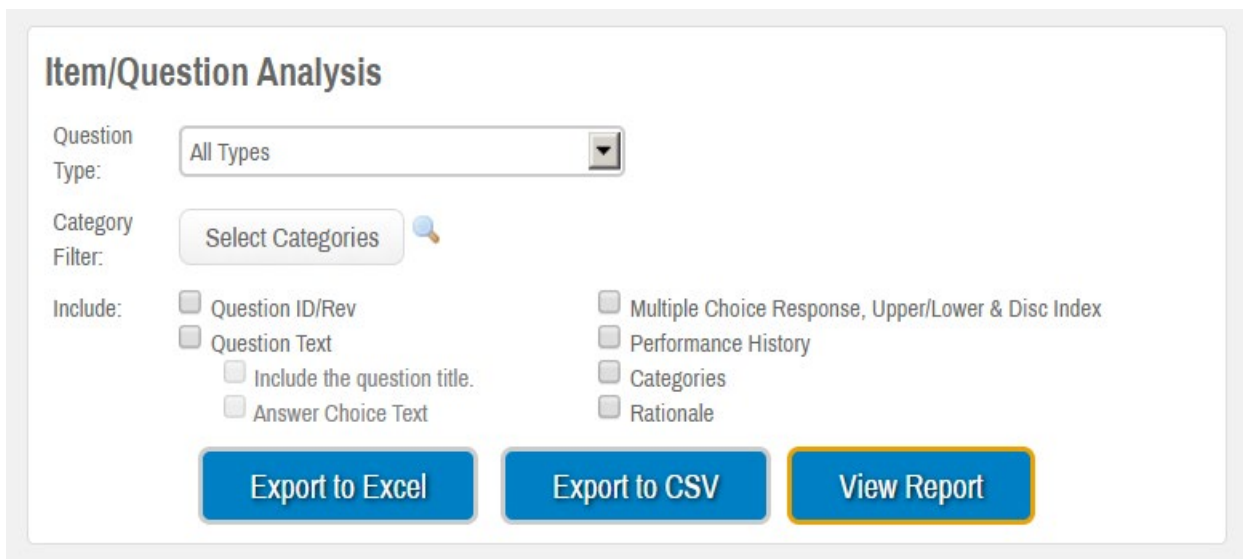 Item/Question Analysis
Question
Type:
All Types
Category
Filter:
Select Categories
Include:
Question ID/Rev
Question Text
Include the question title.
Answer Choice Text
Multiple Choice Response, Upper/Lower & Disc Index
Performance History
Categories
Rationale
Export to Excel
Export to CSV
View Report